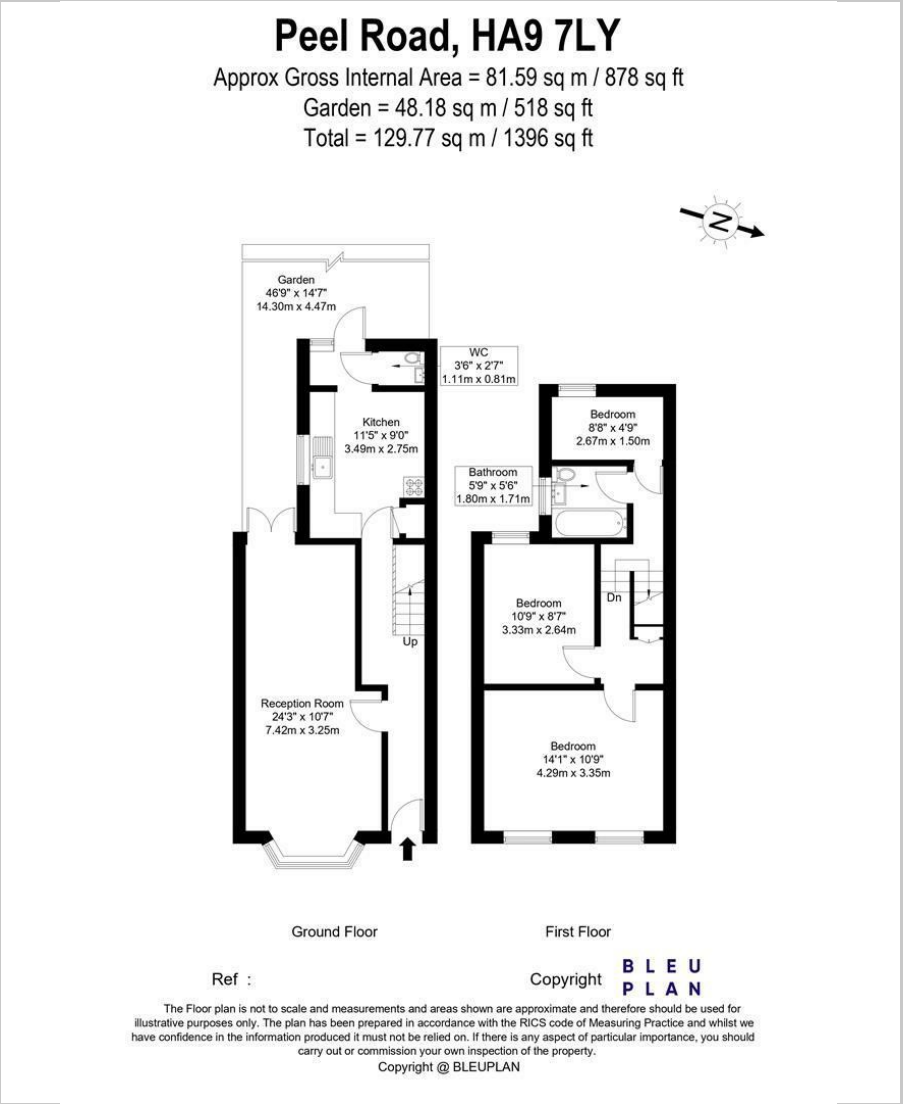 Peel Road, HA9 7LY
Approx Gross Internal Area = 81.59 sq m / 878 sq ft
Garden = 48.18 sq m / 518 sq ft
Total = 129.77 sq m / 1396 sq ft
N
Garden
46'9" x 14'7"
14.30m x 4.47m
WC
3'6" x 2'7"
1.11m x 0.81m
Kitchen
11'5" x 9'0"
3.49m x 2.75m
Up
Reception Room
24'3" x 10'7"
7.42m x 3.25m
Bedroom
8'8" x 4'9"
2.67m x 1.50m
Bathroom
5'9" x 5'6"
1.80m x 1.71m
Bedroom
10'9" x 8'7"
3.33m x 2.64m
Dn
Bedroom
14'1" x 10'9"
4.29m x 3.35m
Ground Floor
First Floor
Ref :
Copyright
BLEU
PLAN
The Floor plan is not to scale and measurements and areas shown are approximate and therefore should be used for
illustrative purposes only. The plan has been prepared in accordance with the RICS code of Measuring Practice and whilst we
have confidence in the information produced it must not be relied on. If there is any aspect of particular importance, you should
carry out or commission your own inspection of the property.
Copyright @ BLEUPLAN